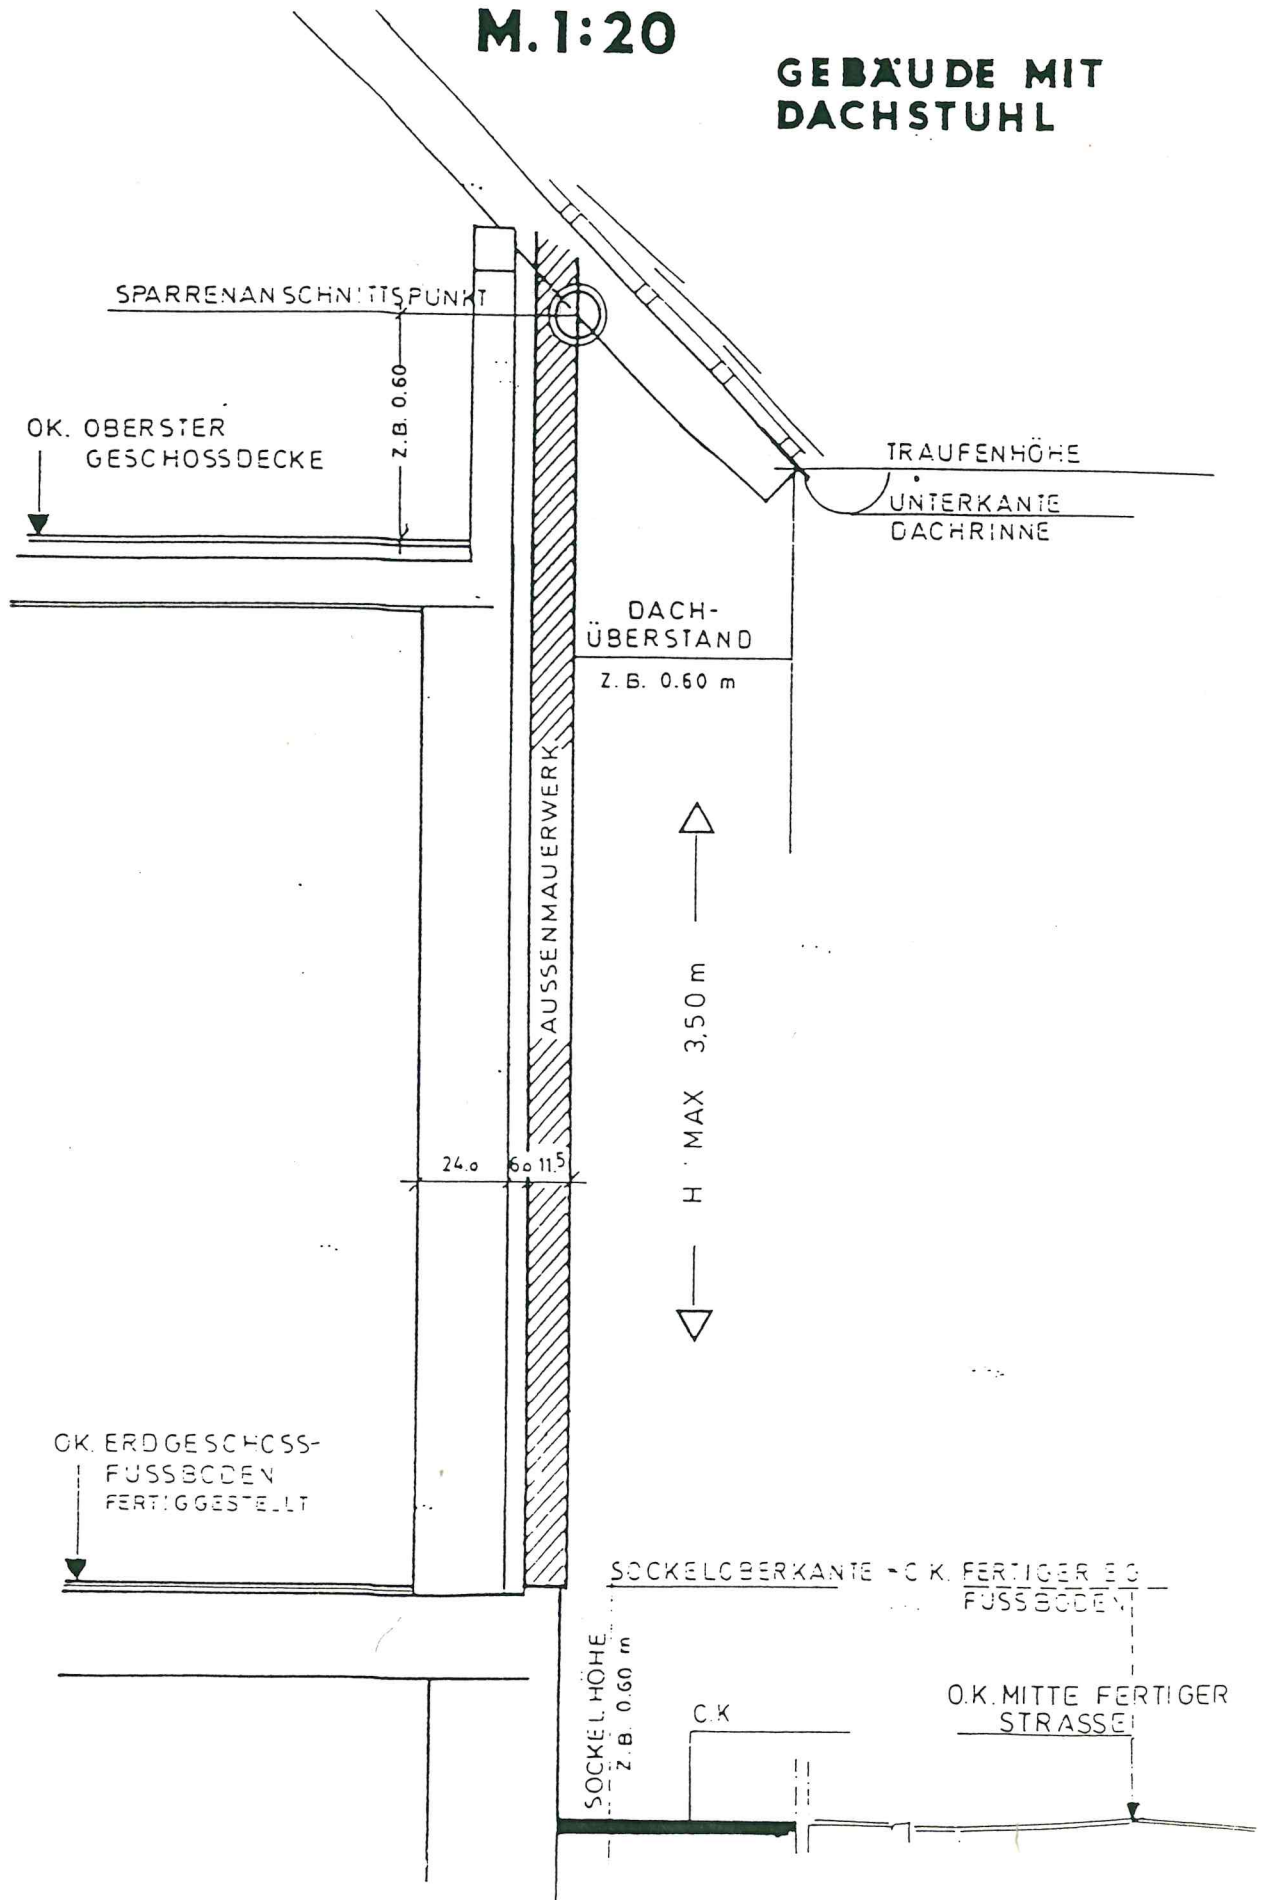 M. 1:20
GEBÄUDE MIT
DACHSTUHL
SPARRENANSCHNITTSPUNKT
Z.B. 0.60
OK. OBERSTER
GESCHOSSDECKE
TRAUFENHÖHE
UNTERKANTE
DACHRINNE
DACH-
ÜBERSTAND
Z.B. 0.60 m
AUSSENMAUERWERK
H MAX 3,50 m
24.0 6.0 11.5
OK. ERDGESCHOSS-
FUSSBODEN
FERTIGGESTELLT
SOCKELOBERKANTE = O.K. FERTIGER EG
FUSSBODEN
SOCKELHÖHE
Z.B. 0.60 m
O.K
O.K. MITTE FERTIGER
STRASSE